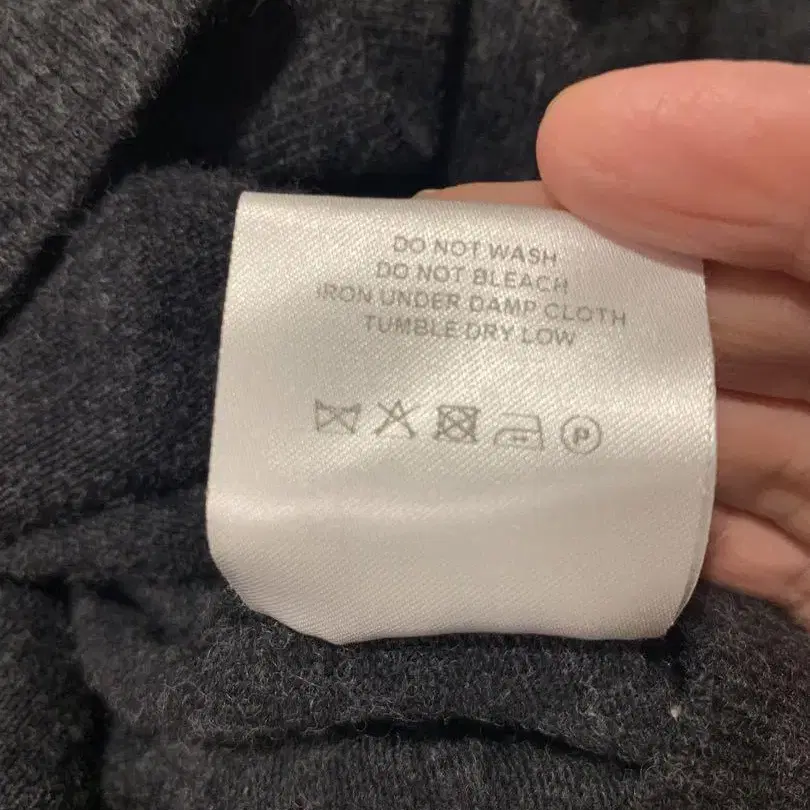 DO NOT WASH
DO NOT BLEACH
IRON UNDER DAMP CLOTH
TUMBLE DRY LOW
P